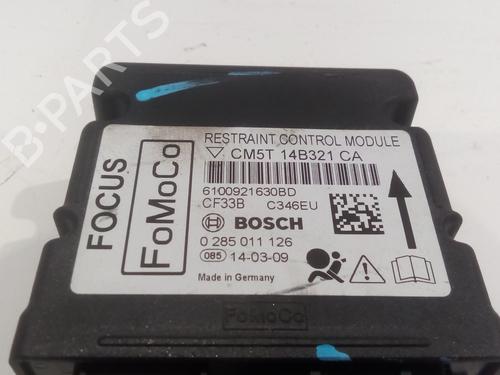 B-PARTS
RESTRAINT CONTROL MODULE
CM5T 14B321 CA
6100921630BD
CF33B C346EU
BOSCH
0 285 011 126
085 14-03-09
Made in Germany
FOCUS
FoMoCo
FoMoCo